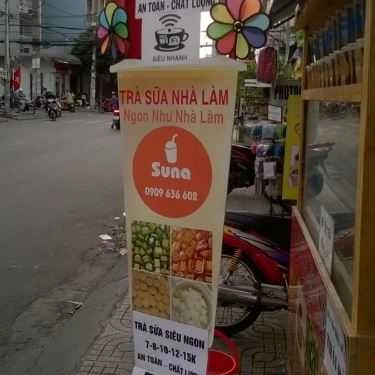 AN TOÀN - CHẤT LƯỢNG
SIÊU NHANH
TRÀ SỮA NHÀ LÀM
Ngon Như Nhà Làm
Suna
0909 636 602
TRÀ SỮA SIÊU NGON
7-8-10-12-15K
AN TOÀN - CHẤT LƯỢNG